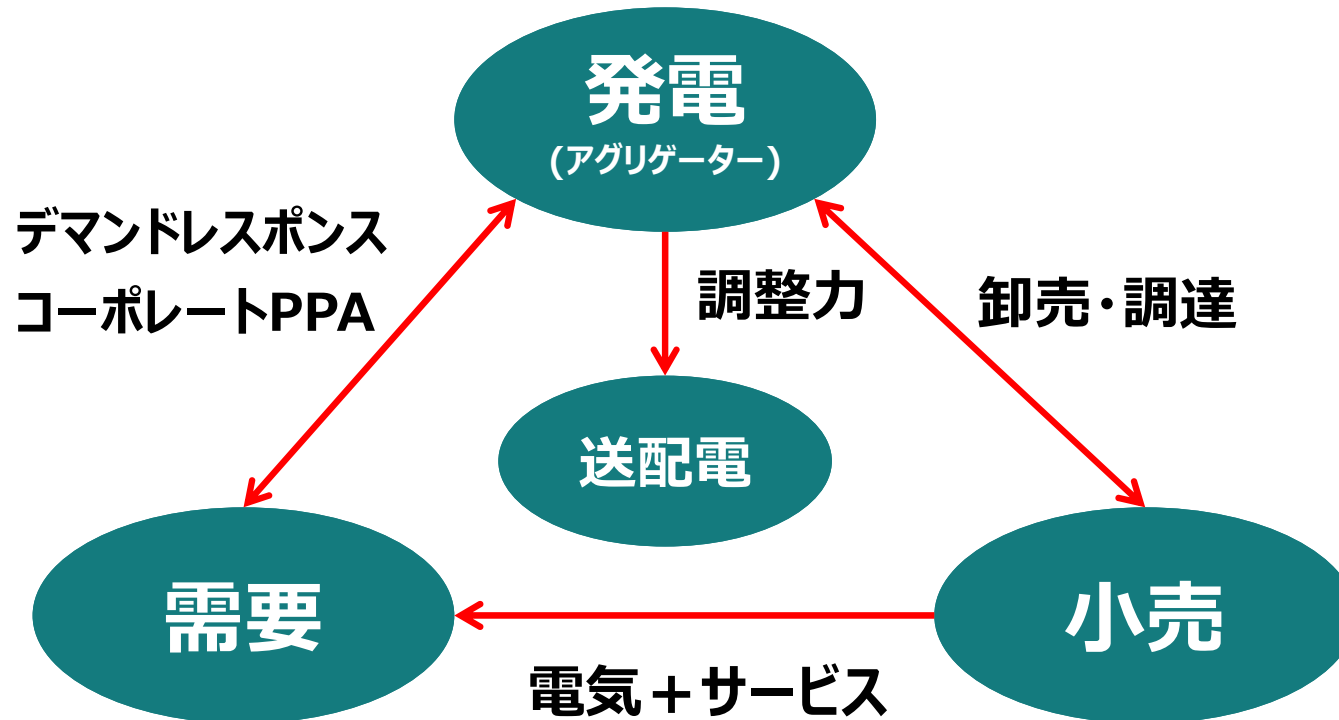 発電
(アグリゲーター)
デマンドレスポンス
コーポレートPPA
調整力
卸売・調達
送配電
需要
小売
電気＋サービス